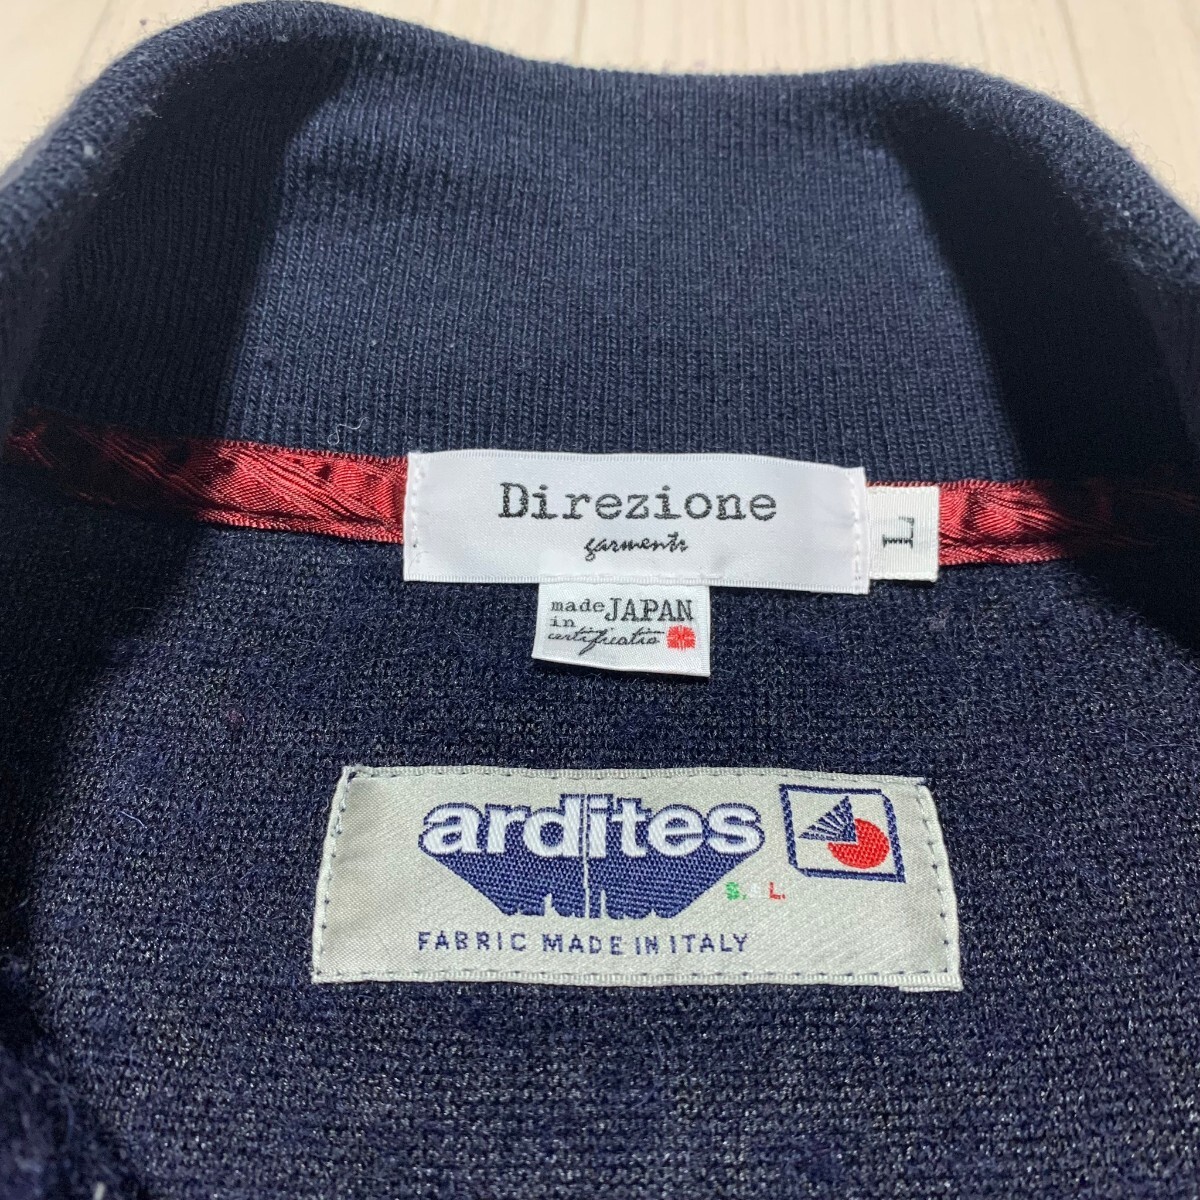 Direzione
garments
L
made in JAPAN
certificatio
ardites
S. L.
FABRIC MADE IN ITALY